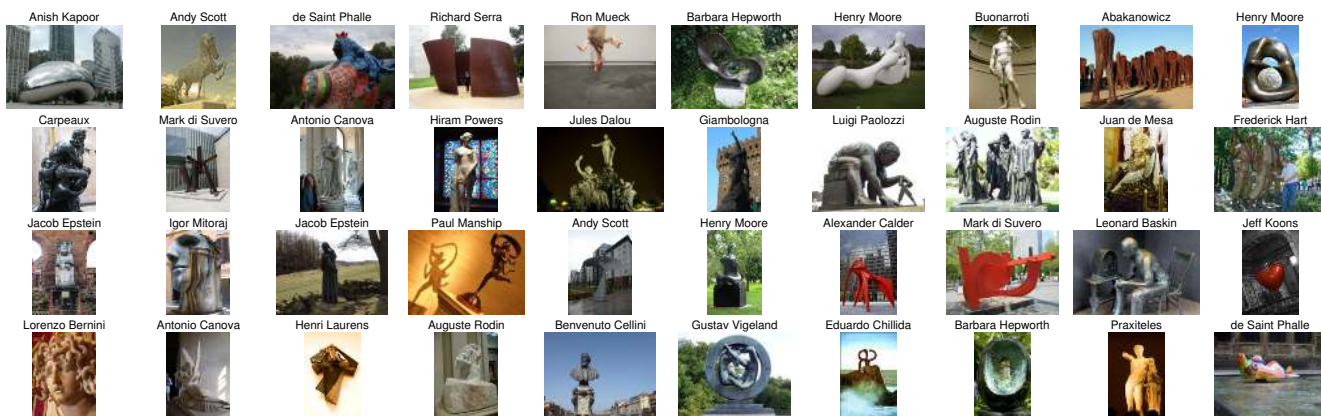 Anish Kapoor Andy Scott de Saint Phalle Richard Serra Ron Mueck Barbara Hepworth Henry Moore Buonarroti Abakanowicz Henry Moore
Carpeaux Mark di Suvero Antonio Canova Hiram Powers Jules Dalou Giambologna Luigi Paolozzi Auguste Rodin Juan de Mesa Frederick Hart
Jacob Epstein Igor Mitoraj Jacob Epstein Paul Manship Andy Scott Henry Moore Alexander Calder Mark di Suvero Leonard Baskin Jeff Koons
Lorenzo Bernini Antonio Canova Henri Laurens Auguste Rodin Benvenuto Cellini Gustav Vigeland Eduardo Chillida Barbara Hepworth Praxiteles de Saint Phalle